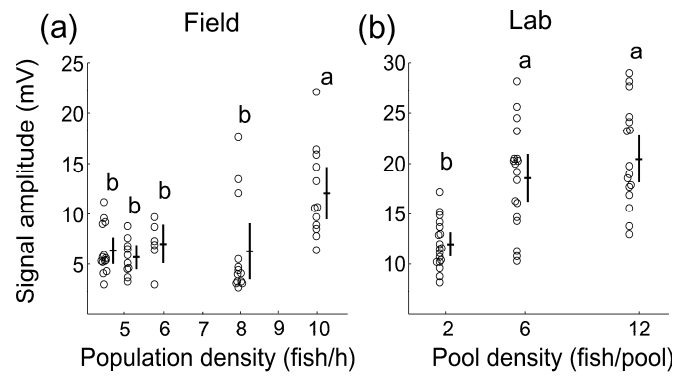 (a) Field
Signal amplitude (mV)
25
20
15
10
5
b b b b a
5 6 7 8 9 10
Population density (fish/h)
(b) Lab
30
25
20
15
10
b a a
2 6 12
Pool density (fish/pool)